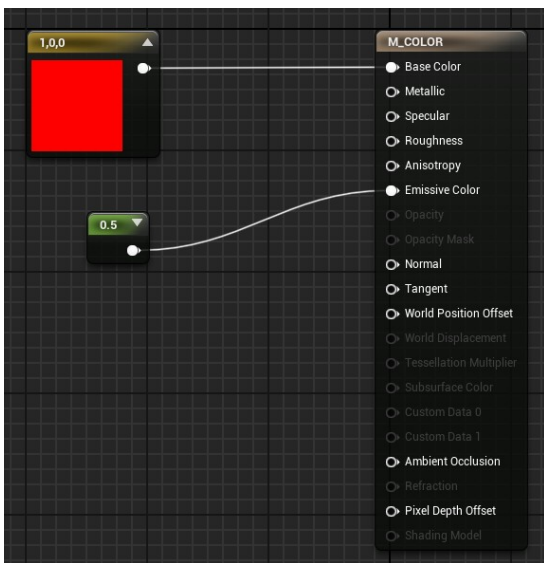 1,0,0
0.5
M_COLOR
Base Color
Metallic
Specular
Roughness
Anisotropy
Emissive Color
Opacity
Opacity Mask
Normal
Tangent
World Position Offset
World Displacement
Tessellation Multiplier
Subsurface Color
Custom Data 0
Custom Data 1
Ambient Occlusion
Refraction
Pixel Depth Offset
Shading Model